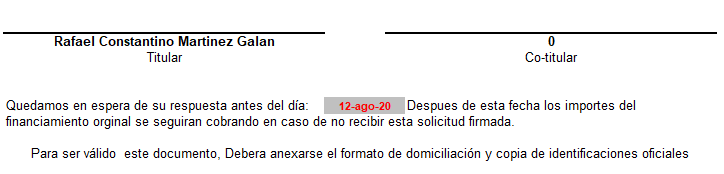 Rafael Constantino Martinez Galan
0
Titular
Co-titular
Quedamos en espera de su respuesta antes del día: 12-ago-20 Despues de esta fecha los importes del
financiamiento orginal se seguiran cobrando en caso de no recibir esta solicitud firmada.
Para ser válido este documento, Debera anexarse el formato de domiciliación y copia de identificaciones oficiales